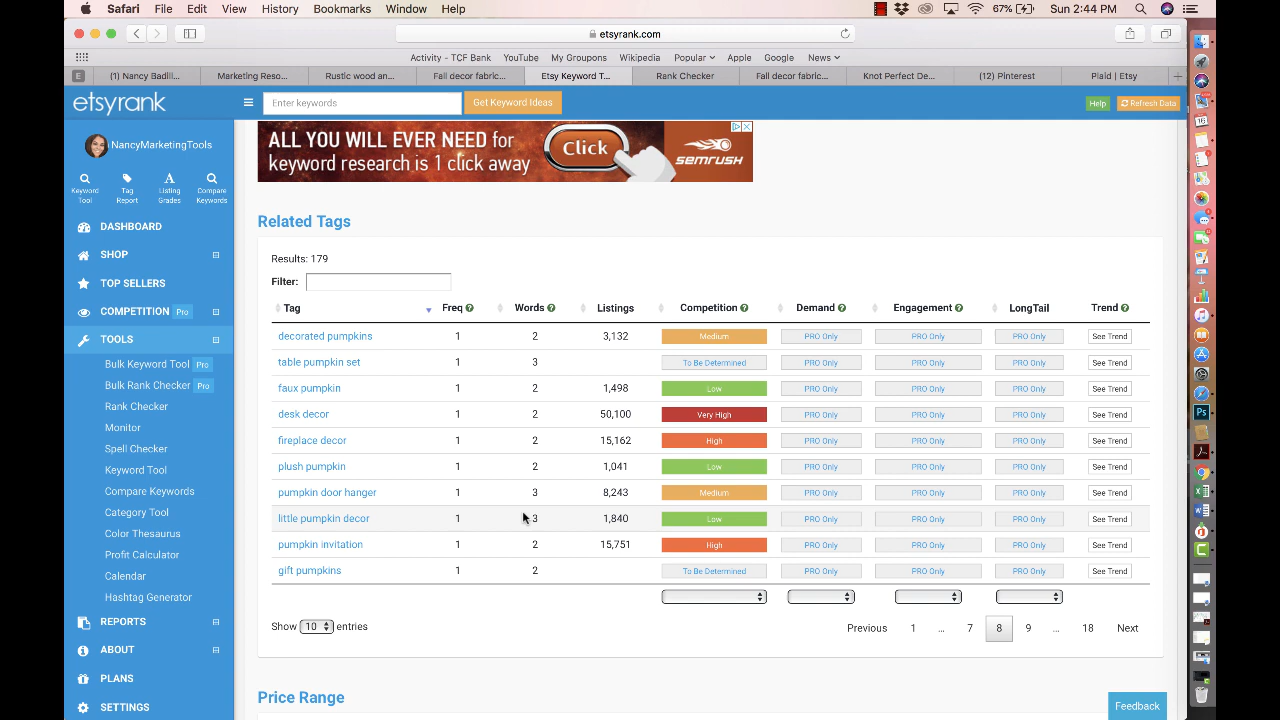 Safari File Edit View History Bookmarks Window Help
67% Sun 2:44 PM
etsyrank.com
Activity - TCF Bank YouTube My Groupons Wikipedia Popular Apple Google News
E (1) Nancy Badill... Marketing Reso... Rustic wood an... Fall decor fabric... Etsy Keyword T... Rank Checker Fall decor fabric... Knot Perfect De... (12) Pinterest Plaid | Etsy
etsyrank Enter keywords Get Keyword Ideas Help Refresh Data
NancyMarketingTools
Keyword Tool
Tag Report
Listing Grades
Compare Keywords
DASHBOARD
SHOP
TOP SELLERS
COMPETITION Pro
TOOLS
Bulk Keyword Tool Pro
Bulk Rank Checker Pro
Rank Checker
Monitor
Spell Checker
Keyword Tool
Compare Keywords
Category Tool
Color Thesaurus
Profit Calculator
Calendar
Hashtag Generator
REPORTS
ABOUT
PLANS
SETTINGS
ALL YOU WILL EVER NEED for
keyword research is 1 click away
Click
SEMRUSH
Related Tags
Results: 179
Filter:
Tag Freq Words Listings Competition Demand Engagement LongTail Trend
decorated pumpkins 1 2 3,132 Medium PRO Only PRO Only PRO Only See Trend
table pumpkin set 1 3 To Be Determined PRO Only PRO Only PRO Only See Trend
faux pumpkin 1 2 1,498 Low PRO Only PRO Only PRO Only See Trend
desk decor 1 2 50,100 Very High PRO Only PRO Only PRO Only See Trend
fireplace decor 1 2 15,162 High PRO Only PRO Only PRO Only See Trend
plush pumpkin 1 2 1,041 Low PRO Only PRO Only PRO Only See Trend
pumpkin door hanger 1 3 8,243 Medium PRO Only PRO Only PRO Only See Trend
little pumpkin decor 1 3 1,840 Low PRO Only PRO Only PRO Only See Trend
pumpkin invitation 1 2 15,751 High PRO Only PRO Only PRO Only See Trend
gift pumpkins 1 2 To Be Determined PRO Only PRO Only PRO Only See Trend
Show 10 entries
Previous 1 ... 7 8 9 ... 18 Next
Price Range
Feedback